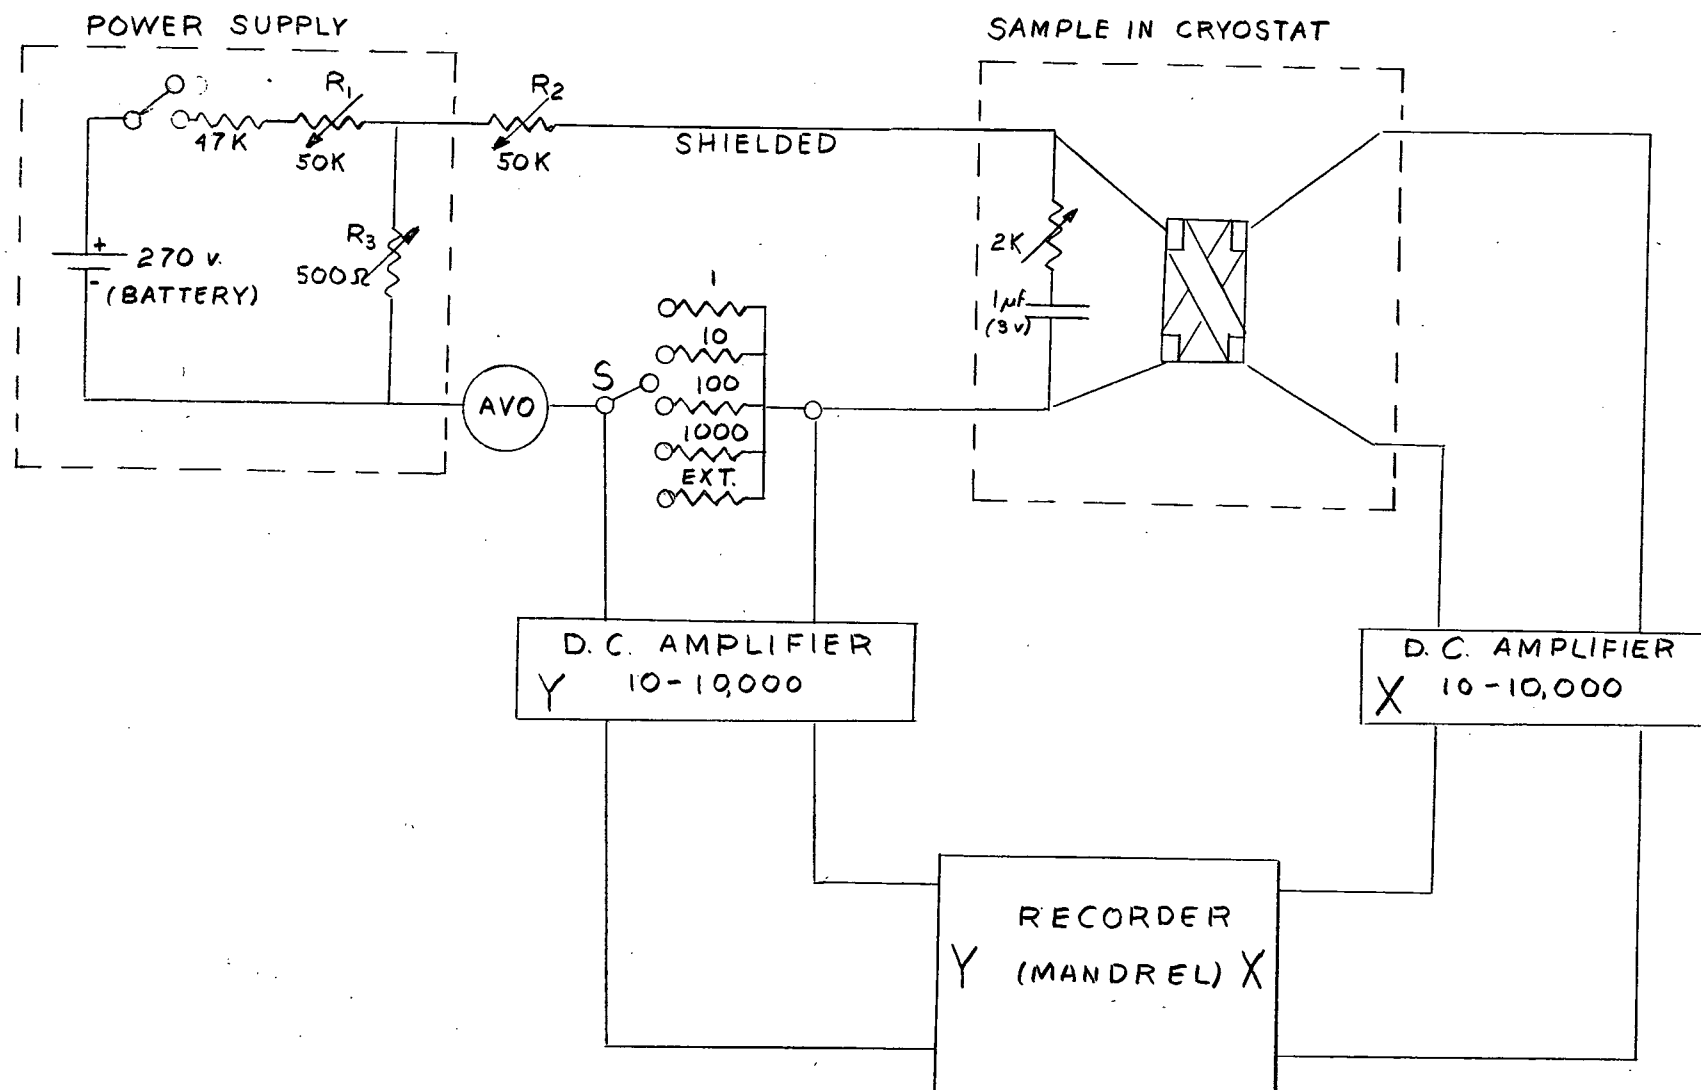 POWER SUPPLY
SAMPLE IN CRYOSTAT
R1
R2
47K
50K
50K
SHIELDED
+
270 v.
-
(BATTERY)
R3
500Ω
2K
1μF
(3v)
1
10
100
1000
EXT.
S
AVO
D.C. AMPLIFIER
Y 10-10,000
D.C. AMPLIFIER
X 10-10,000
RECORDER
Y (MANDREL) X